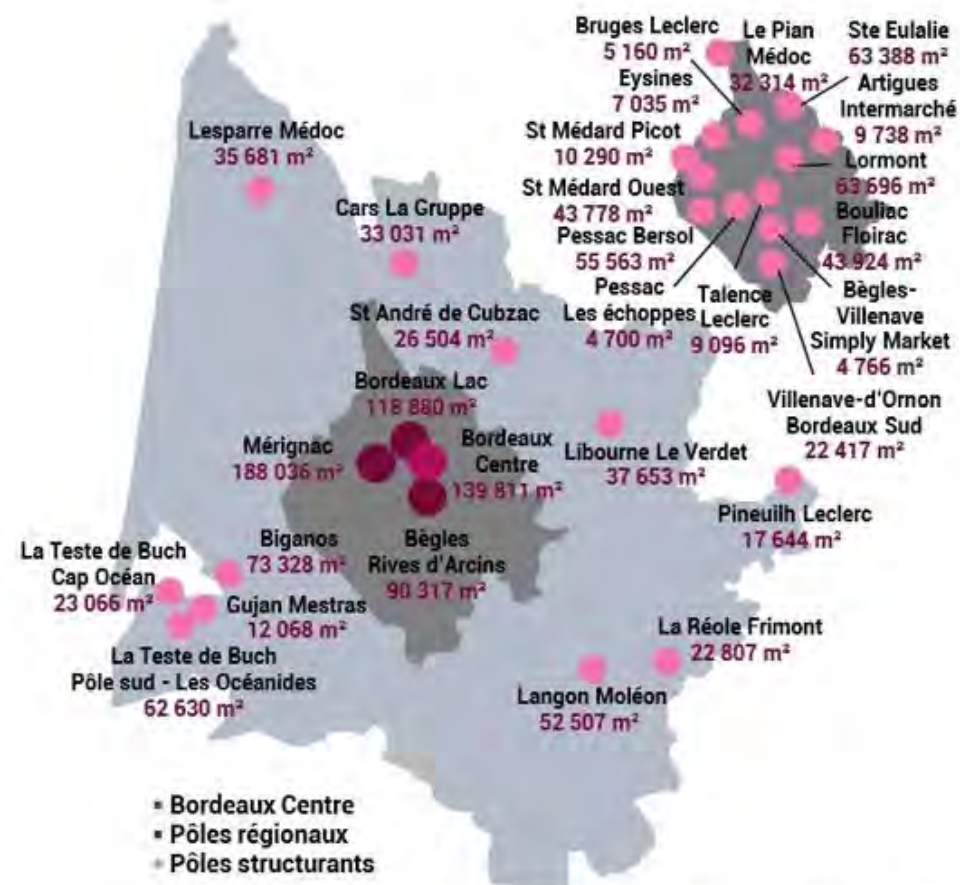 Bruges Leclerc
5 160 m²
Le Pian
Médoc
32 314 m²
Ste Eulalie
63 388 m²
Eysines
7 035 m²
Artigues
Intermarché
9 738 m²
St Médard Picot
10 290 m²
Lormont
63 696 m²
St Médard Ouest
43 778 m²
Bouliac
Floirac
43 924 m²
Pessac Bersol
55 563 m²
Pessac
Les échoppes
4 700 m²
Talence
Leclerc
9 096 m²
Bègles-
Villenave
Simply Market
4 766 m²
Villenave-d'Ornon
Bordeaux Sud
22 417 m²
Lesparre Médoc
35 681 m²
Cars La Gruppe
33 031 m²
St André de Cubzac
26 504 m²
Bordeaux Lac
118 880 m²
Mérignac
188 036 m²
Bordeaux
Centre
139 811 m²
Libourne Le Verdet
37 653 m²
Pineuilh Leclerc
17 644 m²
Bègles
Rives d'Arcins
90 317 m²
Biganos
73 328 m²
La Teste de Buch
Cap Océan
23 066 m²
Gujan Mestras
12 068 m²
La Teste de Buch
Pôle sud - Les Océanides
62 630 m²
La Réole Frimont
22 807 m²
Langon Moléon
52 507 m²
Bordeaux Centre
Pôles régionaux
Pôles structurants